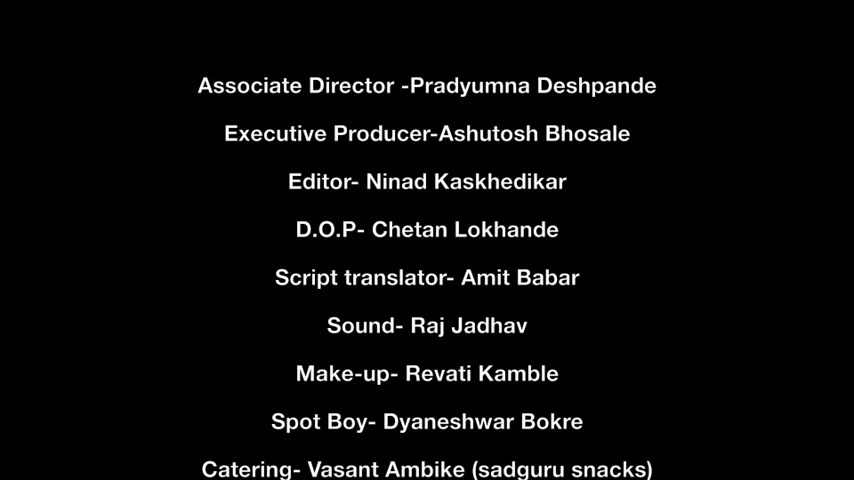 Associate Director -Pradyumna Deshpande
Executive Producer-Ashutosh Bhosale
Editor- Ninad Kaskhedikar
D.O.P- Chetan Lokhande
Script translator- Amit Babar
Sound- Raj Jadhav
Make-up- Revati Kamble
Spot Boy- Dyaneshwar Bokre
Catering- Vasant Ambike (sadguru snacks)